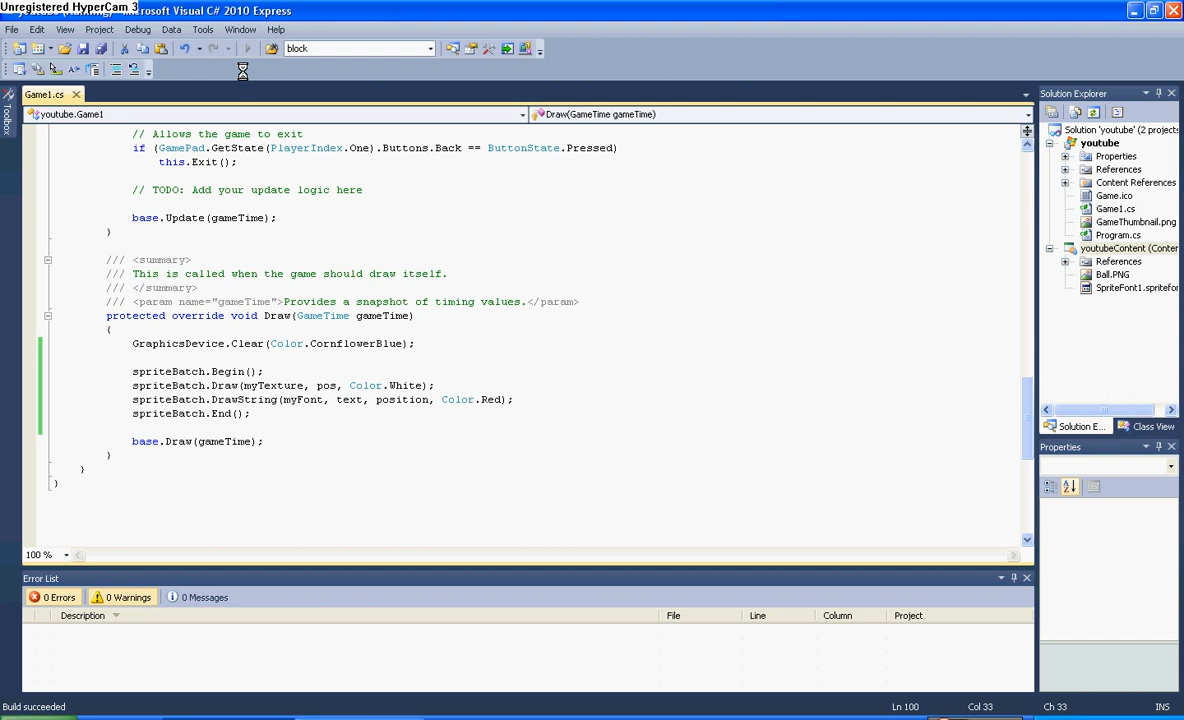 Unregistered HyperCam 3
Microsoft Visual C# 2010 Express
File Edit View Project Debug Data Tools Window Help
block
Game1.cs
Solution Explorer
youtube.Game1
Draw(GameTime gameTime)
Toolbox
// Allows the game to exit
if (GamePad.GetState(PlayerIndex.One).Buttons.Back == ButtonState.Pressed)
this.Exit();
// TODO: Add your update logic here
base.Update(gameTime);
}
/// <summary>
/// This is called when the game should draw itself.
/// </summary>
/// <param name="gameTime">Provides a snapshot of timing values.</param>
protected override void Draw(GameTime gameTime)
{
GraphicsDevice.Clear(Color.CornflowerBlue);
spriteBatch.Begin();
spriteBatch.Draw(myTexture, pos, Color.White);
spriteBatch.DrawString(myFont, text, position, Color.Red);
spriteBatch.End();
base.Draw(gameTime);
}
}
}
100 %
Solution 'youtube' (2 projects
youtube
Properties
References
Content References
Game.ico
Game1.cs
GameThumbnail.png
Program.cs
youtubeContent (Conter
References
Ball.PNG
SpriteFont1.spritefor
Solution E... Class View
Properties
Error List
0 Errors 0 Warnings 0 Messages
Description File Line Column Project
Build succeeded Ln 100 Col 33 Ch 33 INS